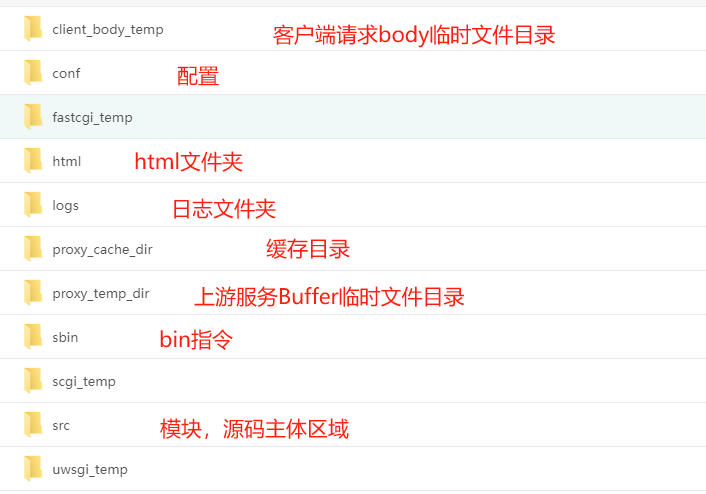 client_body_temp 客户端请求body临时文件目录
conf 配置
fastcgi_temp
html html文件夹
logs 日志文件夹
proxy_cache_dir 缓存目录
proxy_temp_dir 上游服务Buffer临时文件目录
sbin bin指令
scgi_temp
src 模块，源码主体区域
uwsgi_temp